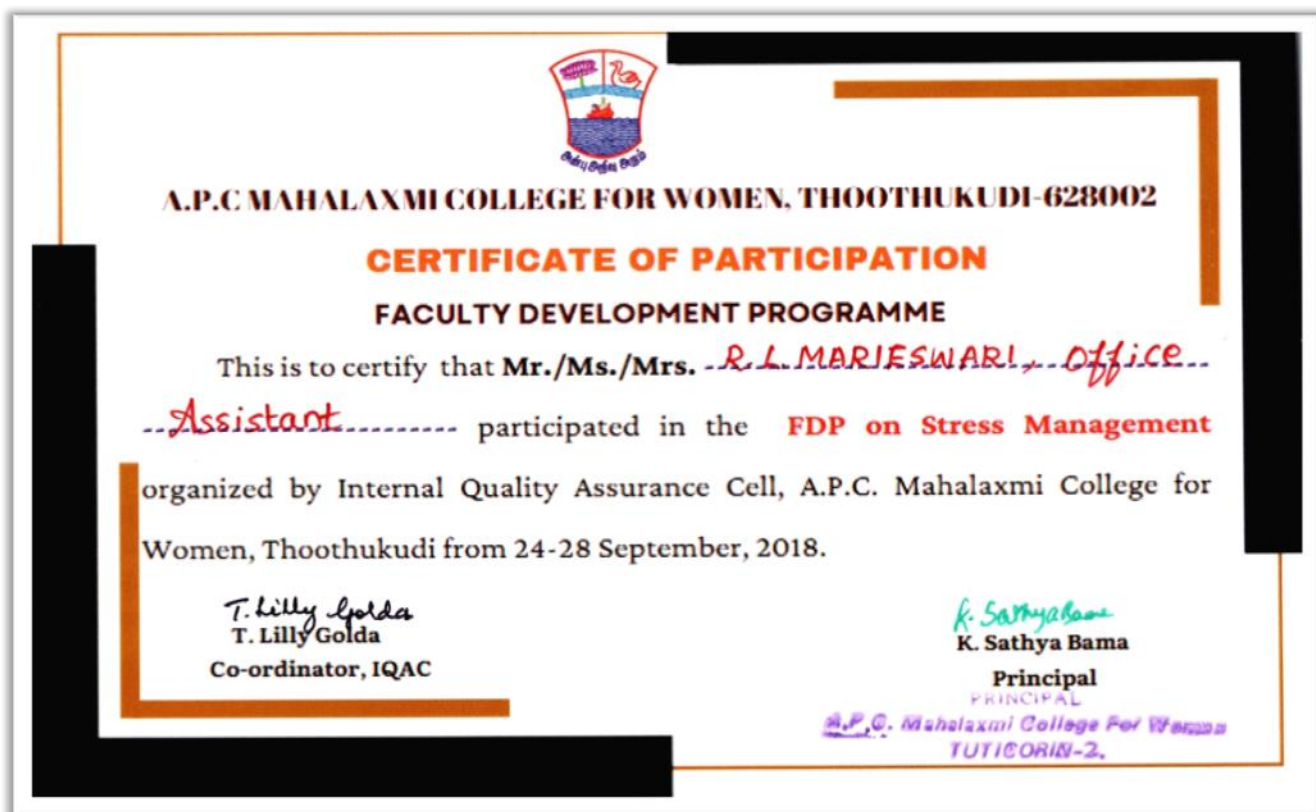 A.P.C MAHALAXMI COLLEGE FOR WOMEN, THOOTHUKUDI-628002
CERTIFICATE OF PARTICIPATION
FACULTY DEVELOPMENT PROGRAMME
This is to certify that Mr./Ms./Mrs. R.L. MARIESWARI, Office
Assistant participated in the FDP on Stress Management
organized by Internal Quality Assurance Cell, A.P.C. Mahalaxmi College for
Women, Thoothukudi from 24-28 September, 2018.
T. Lilly Golda
T. Lilly Golda
Co-ordinator, IQAC
K. Sathya Bama
K. Sathya Bama
Principal
PRINCIPAL
A.P.C. Mahalaxmi College For Women
TUTICORIN-2.